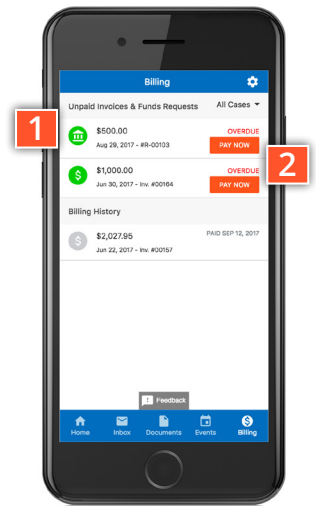 Billing
Unpaid Invoices & Funds Requests All Cases
1
$500.00 OVERDUE
Aug 29, 2017 - #R-00103 PAY NOW
2
$1,000.00 OVERDUE
Jun 30, 2017 - Inv. #00164 PAY NOW
Billing History
$2,027.95 PAID SEP 12, 2017
Jun 22, 2017 - Inv. #00157
! Feedback
Home Inbox Documents Events Billing